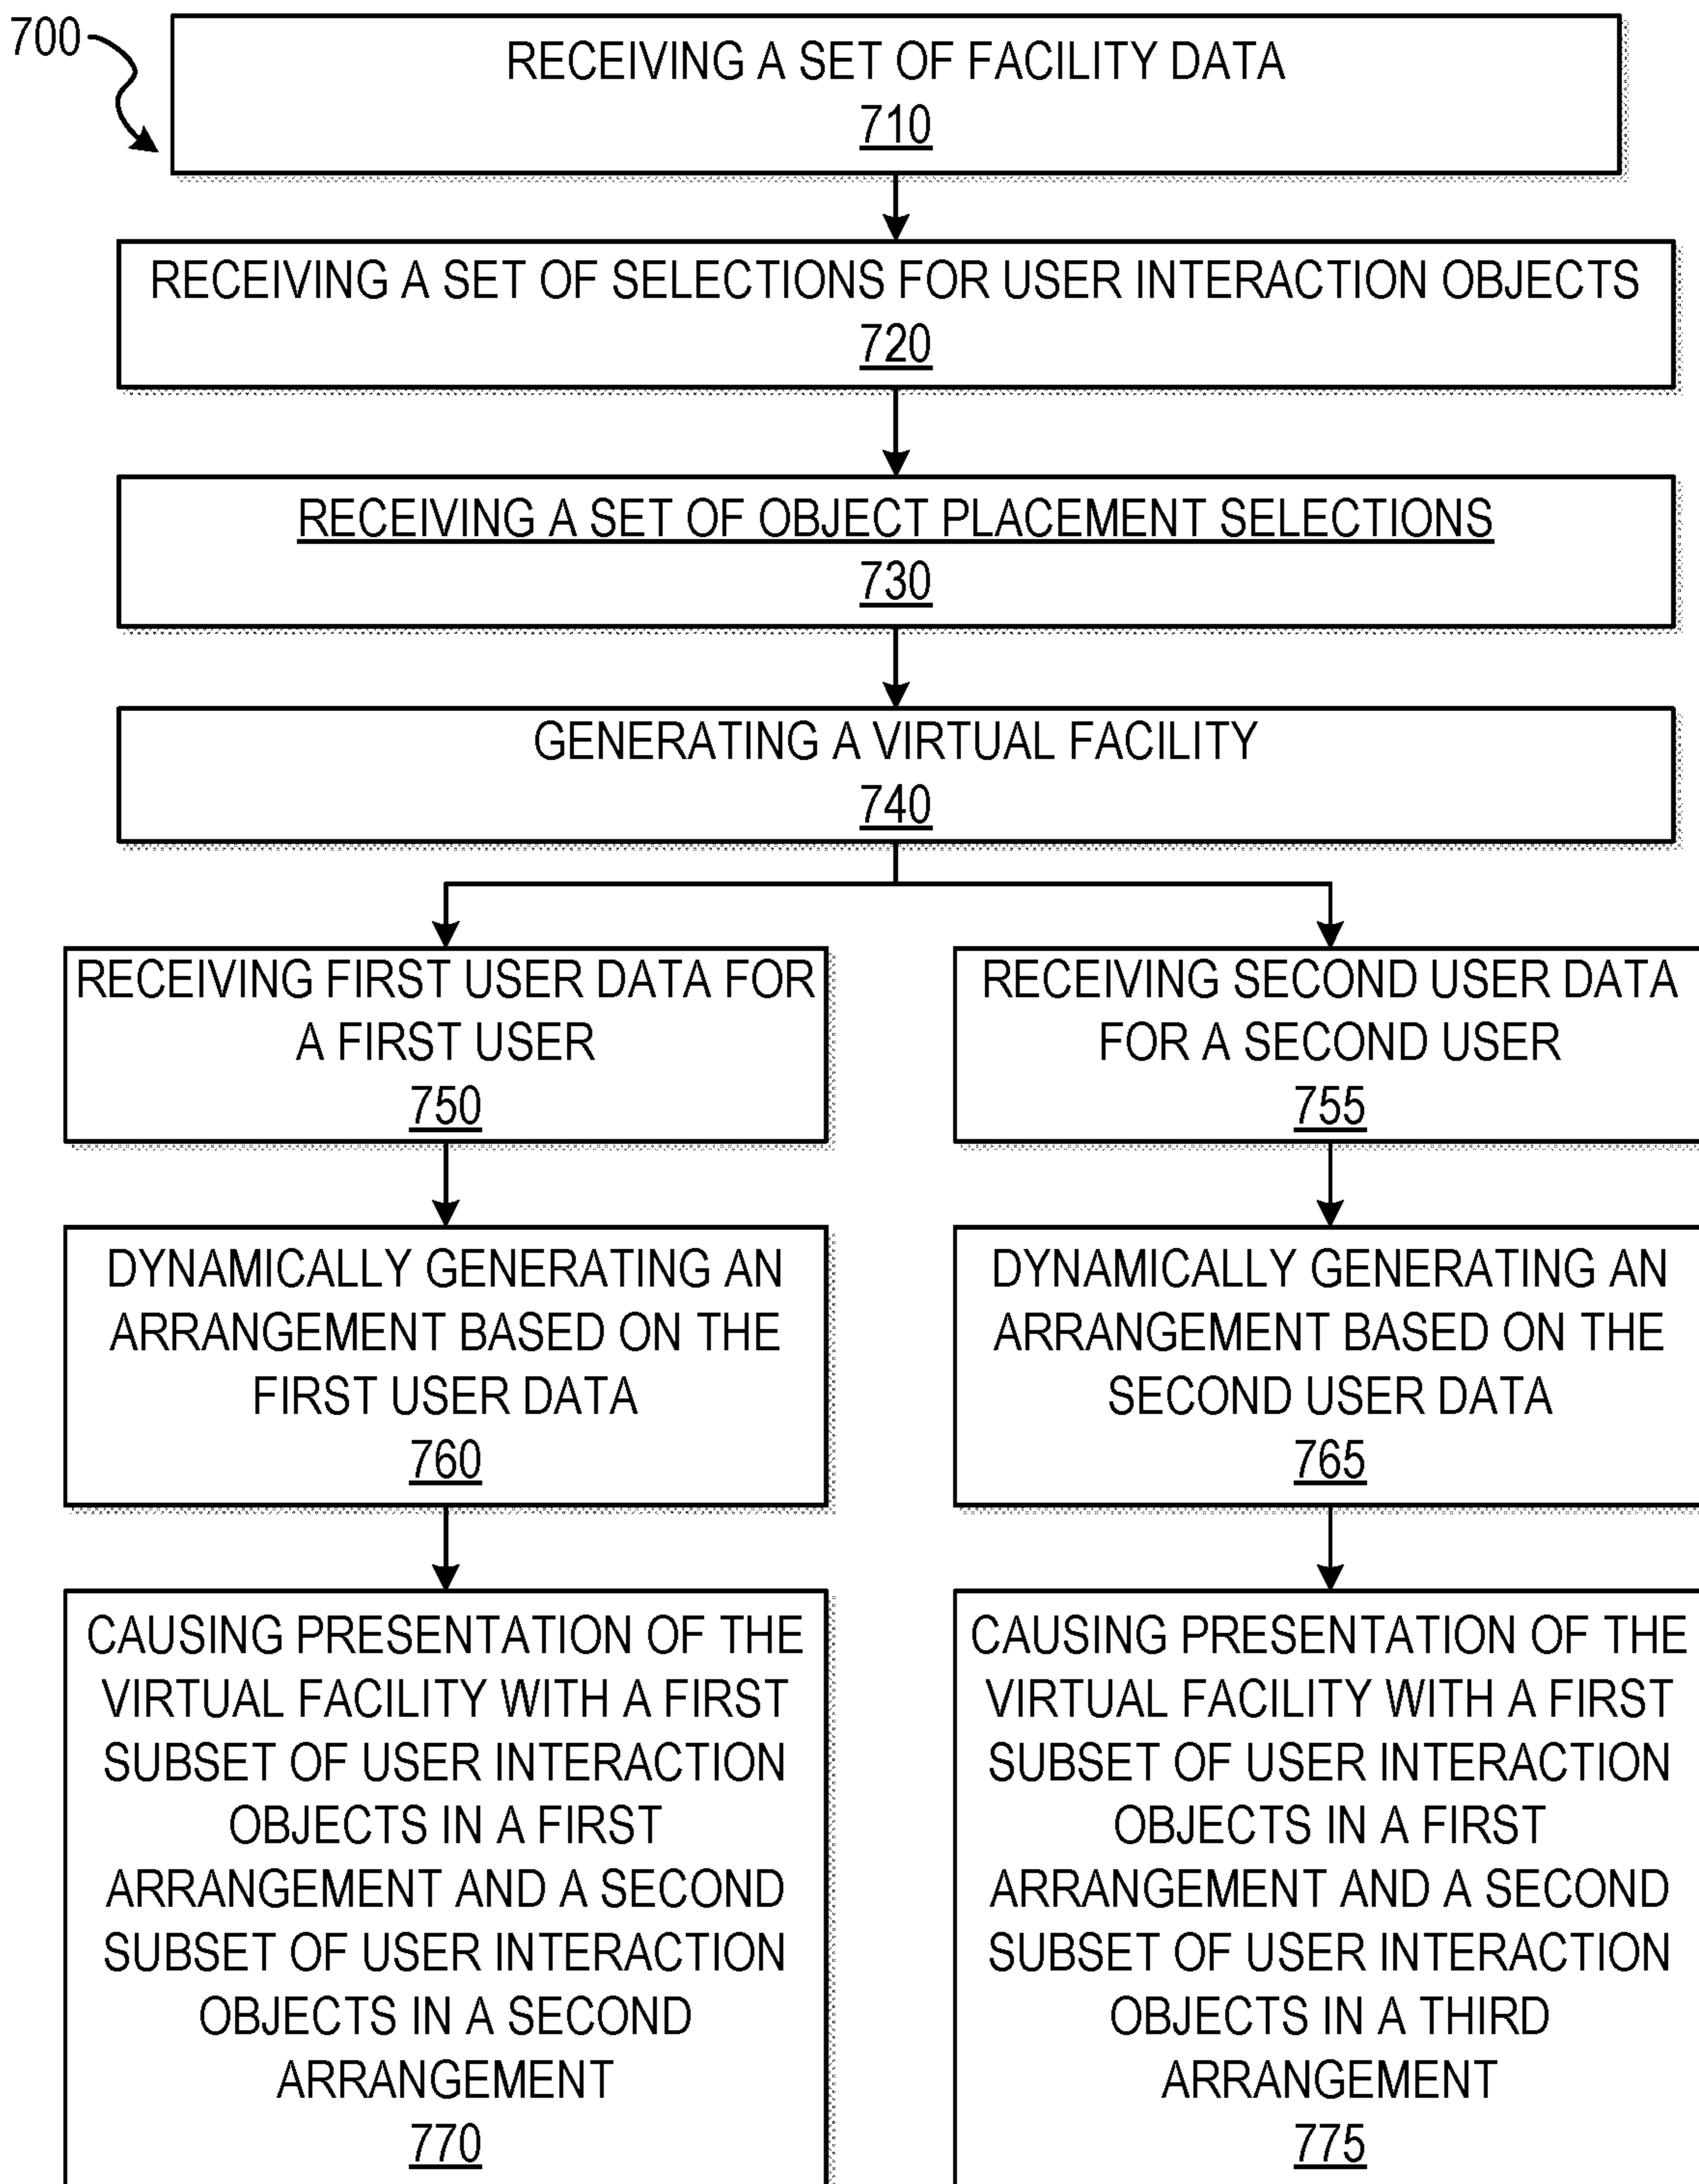 700
RECEIVING A SET OF FACILITY DATA
710
RECEIVING A SET OF SELECTIONS FOR USER INTERACTION OBJECTS
720
RECEIVING A SET OF OBJECT PLACEMENT SELECTIONS
730
GENERATING A VIRTUAL FACILITY
740
RECEIVING FIRST USER DATA FOR
A FIRST USER
750
RECEIVING SECOND USER DATA
FOR A SECOND USER
755
DYNAMICALLY GENERATING AN
ARRANGEMENT BASED ON THE
FIRST USER DATA
760
DYNAMICALLY GENERATING AN
ARRANGEMENT BASED ON THE
SECOND USER DATA
765
CAUSING PRESENTATION OF THE
VIRTUAL FACILITY WITH A FIRST
SUBSET OF USER INTERACTION
OBJECTS IN A FIRST
ARRANGEMENT AND A SECOND
SUBSET OF USER INTERACTION
OBJECTS IN A SECOND
ARRANGEMENT
770
CAUSING PRESENTATION OF THE
VIRTUAL FACILITY WITH A FIRST
SUBSET OF USER INTERACTION
OBJECTS IN A FIRST
ARRANGEMENT AND A SECOND
SUBSET OF USER INTERACTION
OBJECTS IN A THIRD
ARRANGEMENT
775